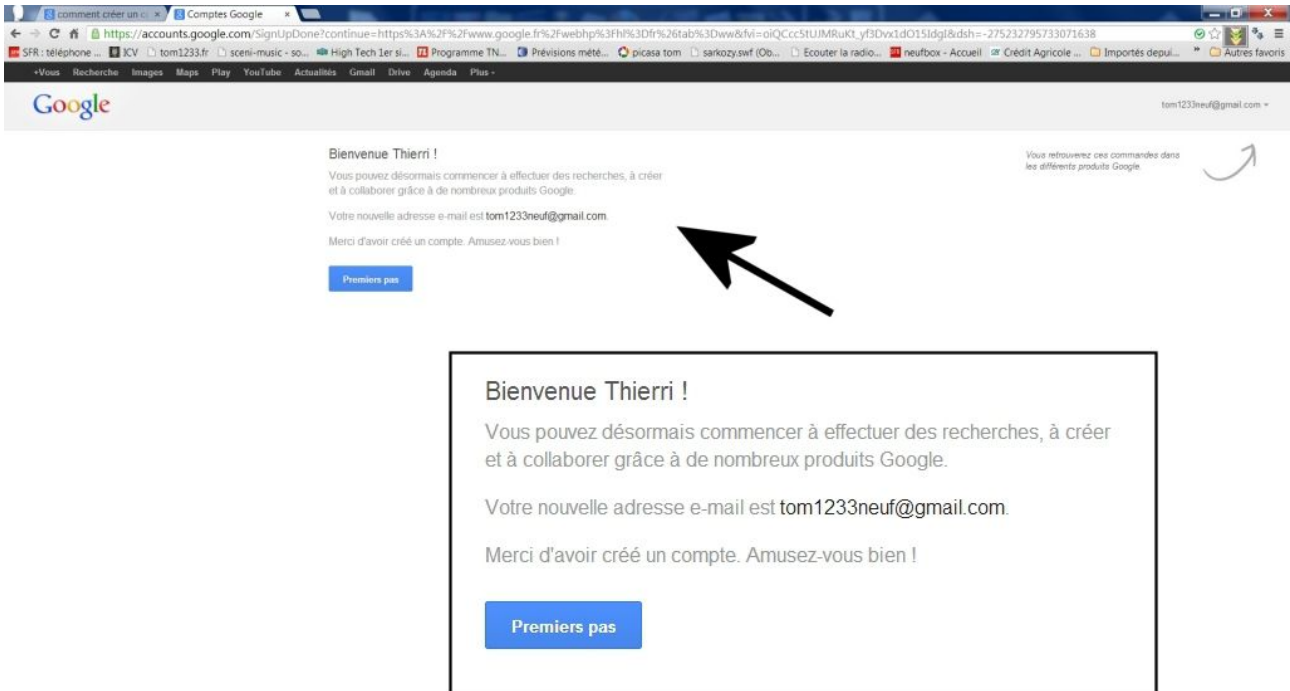 comment créer un c
Comptes Google
https://accounts.google.com/SignUpDone?continue=https%3A%2F%2Fwww.google.fr%2Fwebhp%3Fhl%3Dfr%26tab%3Dww&fvi=
SFR : téléphone ... JCV tom1233.fr sceni-music - so... High Tech 1er si... Programme TN... Prévisions mété... picasa tom sarkozy.swf (Ob... Ecouter la radio... neufbox - Accueil Crédit Agricole ... Importés depui... » Autres favoris
+Vous Recherche Images Maps Play YouTube Actualités Gmail Drive Agenda Plus
Google
tom1233neuf@gmail.com
Bienvenue Thierri !
Vous pouvez désormais commencer à effectuer des recherches, à créer
et à collaborer grâce à de nombreux produits Google.
Votre nouvelle adresse e-mail est tom1233neuf@gmail.com.
Merci d'avoir créé un compte. Amusez-vous bien !
Premiers pas
Vous retrouverez ces commandes dans
les différents produits Google.
Bienvenue Thierri !
Vous pouvez désormais commencer à effectuer des recherches, à créer
et à collaborer grâce à de nombreux produits Google.
Votre nouvelle adresse e-mail est tom1233neuf@gmail.com.
Merci d'avoir créé un compte. Amusez-vous bien !
Premiers pas